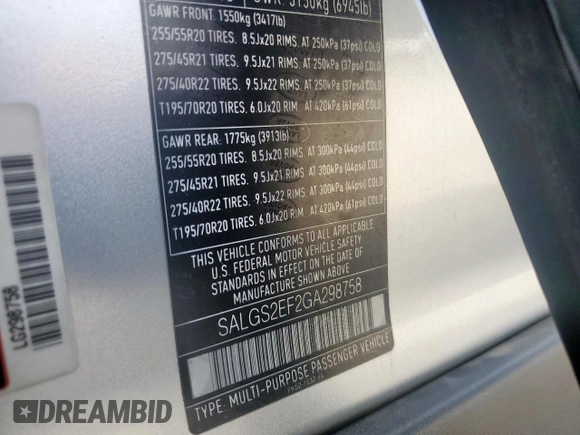 GVWR: 3150kg (6945lb)
GAWR FRONT: 1550kg (3417lb)
255/55R20 TIRES. 8.5Jx20 RIMS. AT 250kPa (37psi) COLD
275/45R21 TIRES. 9.5Jx21 RIMS. AT 250kPa (37psi) COLD
275/40R22 TIRES. 9.5Jx22 RIMS. AT 250kPa (37psi) COLD
T195/70R20 TIRES. 6.0Jx20 RIM. AT 420kPa (61psi) COLD
GAWR REAR: 1775kg (3913lb)
255/55R20 TIRES. 8.5Jx20 RIMS. AT 300kPa (44psi) COLD
275/45R21 TIRES. 9.5Jx21 RIMS. AT 300kPa (44psi) COLD
275/40R22 TIRES. 9.5Jx22 RIMS. AT 300kPa (44psi) COLD
T195/70R20 TIRES. 6.0Jx20 RIM. AT 420kPa (61psi) COLD
THIS VEHICLE CONFORMS TO ALL APPLICABLE
U.S. FEDERAL MOTOR VEHICLE SAFETY
STANDARDS IN EFFECT ON THE DATE OF
MANUFACTURE SHOWN ABOVE
SALGS2EF2GA298758
TYPE: MULTI-PURPOSE PASSENGER VEHICLE
LG298758
DREAMBID